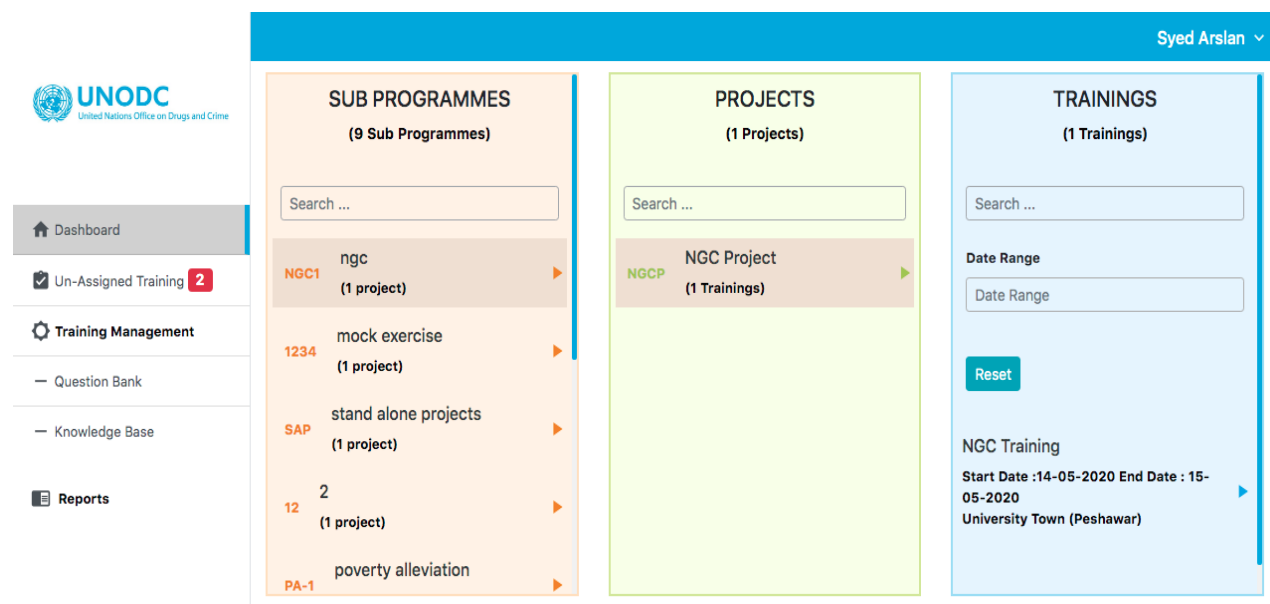 Syed Arslan
UNODC
United Nations Office on Drugs and Crime
Dashboard
Un-Assigned Training 2
Training Management
Question Bank
Knowledge Base
Reports
SUB PROGRAMMES
(9 Sub Programmes)
Search ...
NGC1 ngc
(1 project)
1234 mock exercise
(1 project)
SAP stand alone projects
(1 project)
12 2
(1 project)
PA-1 poverty alleviation
PROJECTS
(1 Projects)
Search ...
NGCP NGC Project
(1 Trainings)
TRAININGS
(1 Trainings)
Search ...
Date Range
Date Range
Reset
NGC Training
Start Date :14-05-2020 End Date : 15-
05-2020
University Town (Peshawar)